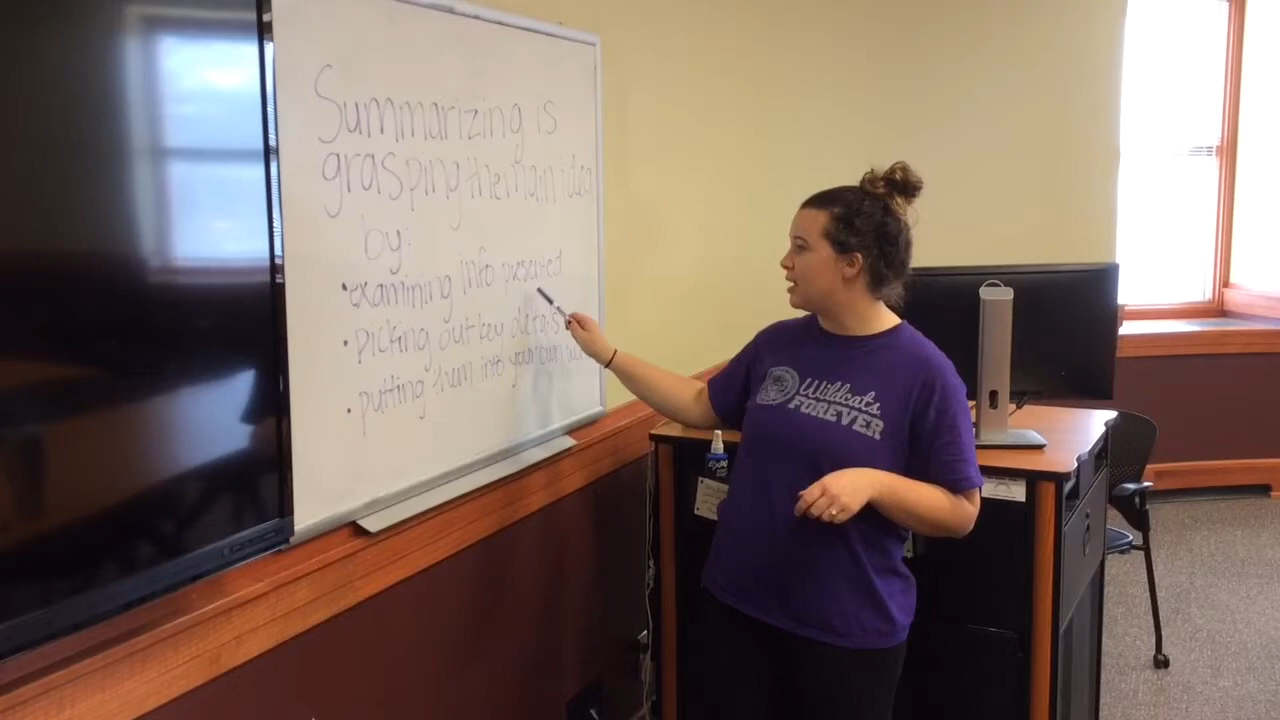 Summarizing is
grasping the main idea
by:
•examining info presented
•picking out key details
•putting them into your own
Wildcats
FOREVER
EXPO